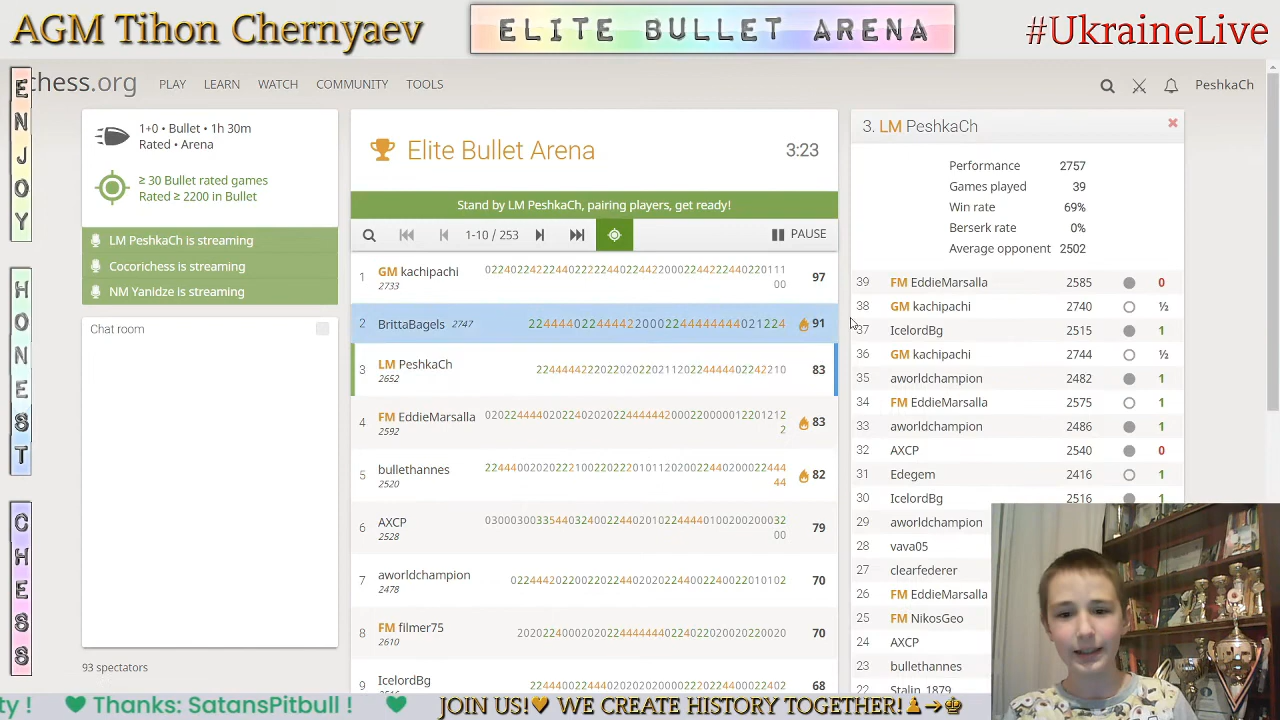 AGM Tihon Chernyaev
ELITE BULLET ARENA
#UkraineLive
ENJOY
HONEST
CHESS
chess.org
PLAY
LEARN
WATCH
COMMUNITY
TOOLS
PeshkaCh
1+0 • Bullet • 1h 30m
Rated • Arena
≥ 30 Bullet rated games
Rated ≥ 2200 in Bullet
LM PeshkaCh is streaming
Cocorichess is streaming
NM Yanidze is streaming
Chat room
93 spectators
Elite Bullet Arena
3:23
Stand by LM PeshkaCh, pairing players, get ready!
1-10 / 253
PAUSE
1 GM kachipachi 97
2733
2 BrittaBagels 2747 22444402244442200022444444440212244 91
3 LM PeshkaCh 83
2652
4 FM EddieMarsalla 83
2592
5 bullethannes 82
2520
6 AXCP 79
2528
7 aworldchampion 70
2478
8 FM filmer75 70
2610
9 IcelordBg 68
3. LM PeshkaCh
Performance 2757
Games played 39
Win rate 69%
Berserk rate 0%
Average opponent 2502
39 FM EddieMarsalla 2585 0
38 GM kachipachi 2740 ½
37 IcelordBg 2515 1
36 GM kachipachi 2744 ½
35 aworldchampion 2482 1
34 FM EddieMarsalla 2575 1
33 aworldchampion 2486 1
32 AXCP 2540 0
31 Edegem 2416 1
30 IcelordBg 2516 1
29 aworldchampion
28 vava05
27 clearfederer
26 FM EddieMarsalla
25 FM NikosGeo
24 AXCP
23 bullethannes
22 Stalin_1879
ty ! Thanks: SatansPitbull !
JOIN US! WE CREATE HISTORY TOGETHER!